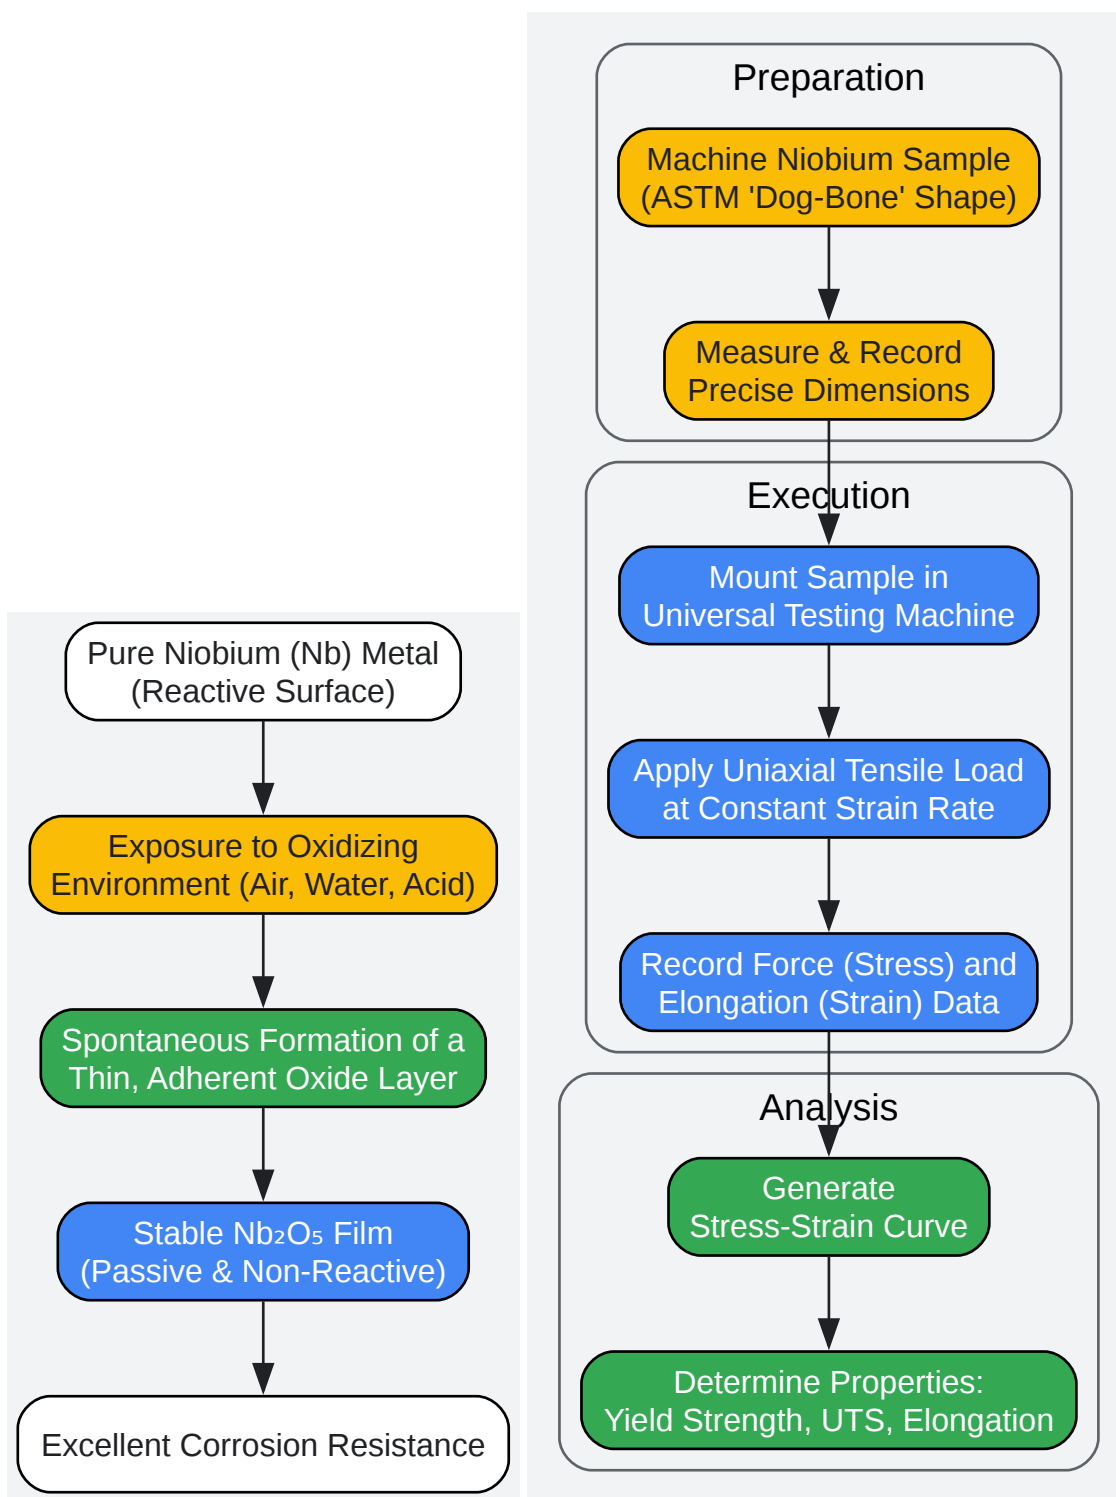 Pure Niobium (Nb) Metal
(Reactive Surface)
Exposure to Oxidizing
Environment (Air, Water, Acid)
Spontaneous Formation of a
Thin, Adherent Oxide Layer
Stable Nb₂O₅ Film
(Passive & Non-Reactive)
Excellent Corrosion Resistance
Preparation
Machine Niobium Sample
(ASTM 'Dog-Bone' Shape)
Measure & Record
Precise Dimensions
Execution
Mount Sample in
Universal Testing Machine
Apply Uniaxial Tensile Load
at Constant Strain Rate
Record Force (Stress) and
Elongation (Strain) Data
Analysis
Generate
Stress-Strain Curve
Determine Properties:
Yield Strength, UTS, Elongation